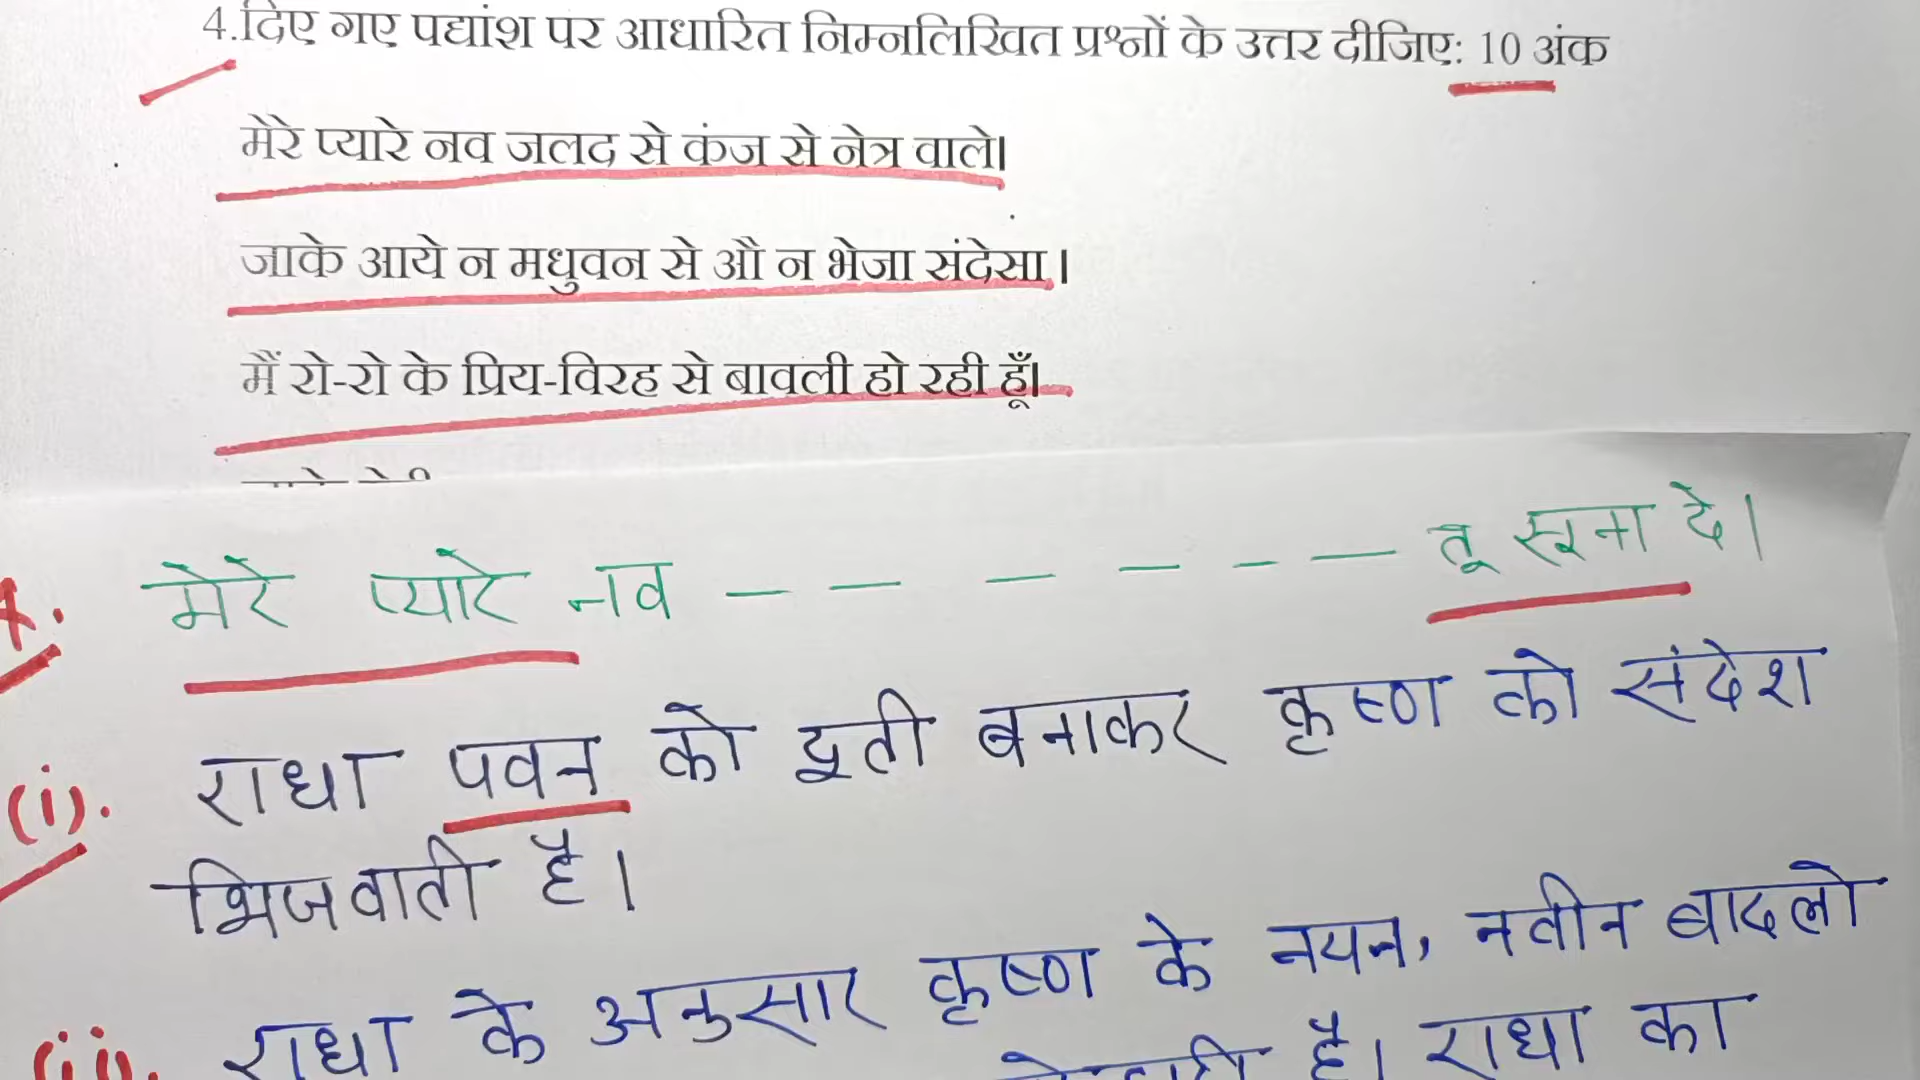 4.दिए गए पद्यांश पर आधारित निम्नलिखित प्रश्नों के उत्तर दीजिए: 10 अंक
मेरे प्यारे नव जलद से कंज से नेत्र वाले।
जाके आये न मधुवन से औ न भेजा संदेसा।
मैं रो-रो के प्रिय-विरह से बावली हो रही हूँ।
मेरे प्यारे नव — — — — — — तू सूना दे।
(i). राधा पवन को दूती बनाकर कृष्ण को संदेश
भिजवाती है।
(ii). राधा के अनुसार कृष्ण के नयन, नवीन बादलो
है। राधा का